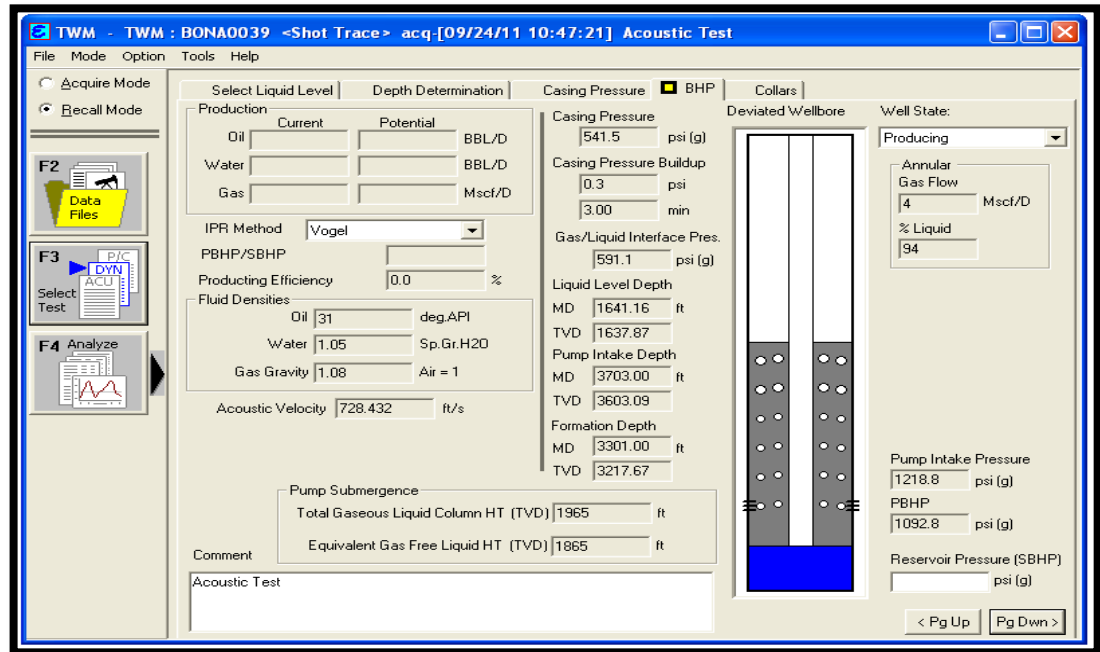 TWM - TWM : BONA0039 <Shot Trace> acq-[09/24/11 10:47:21] Acoustic Test
File Mode Option Tools Help
Acquire Mode
Recall Mode
F2
Data Files
F3
P/C
DYN
ACU
Select Test
F4 Analyze
Select Liquid Level
Depth Determination
Casing Pressure
BHP
Collars
Production
Current Potential
Oil BBL/D
Water BBL/D
Gas Mscf/D
IPR Method Vogel
PBHP/SBHP
Producting Efficiency 0.0 %
Fluid Densities
Oil 31 deg.API
Water 1.05 Sp.Gr.H2O
Gas Gravity 1.08 Air = 1
Acoustic Velocity 728.432 ft/s
Casing Pressure
541.5 psi (g)
Casing Pressure Buildup
0.3 psi
3.00 min
Gas/Liquid Interface Pres.
591.1 psi (g)
Liquid Level Depth
MD 1641.16 ft
TVD 1637.87
Pump Intake Depth
MD 3703.00 ft
TVD 3603.09
Formation Depth
MD 3301.00 ft
TVD 3217.67
Pump Submergence
Total Gaseous Liquid Column HT (TVD) 1965 ft
Equivalent Gas Free Liquid HT (TVD) 1865 ft
Comment
Acoustic Test
Deviated Wellbore
Well State:
Producing
Annular
Gas Flow
4 Mscf/D
% Liquid
94
Pump Intake Pressure
1218.8 psi (g)
PBHP
1092.8 psi (g)
Reservoir Pressure (SBHP)
psi (g)
< Pg Up
Pg Dwn >